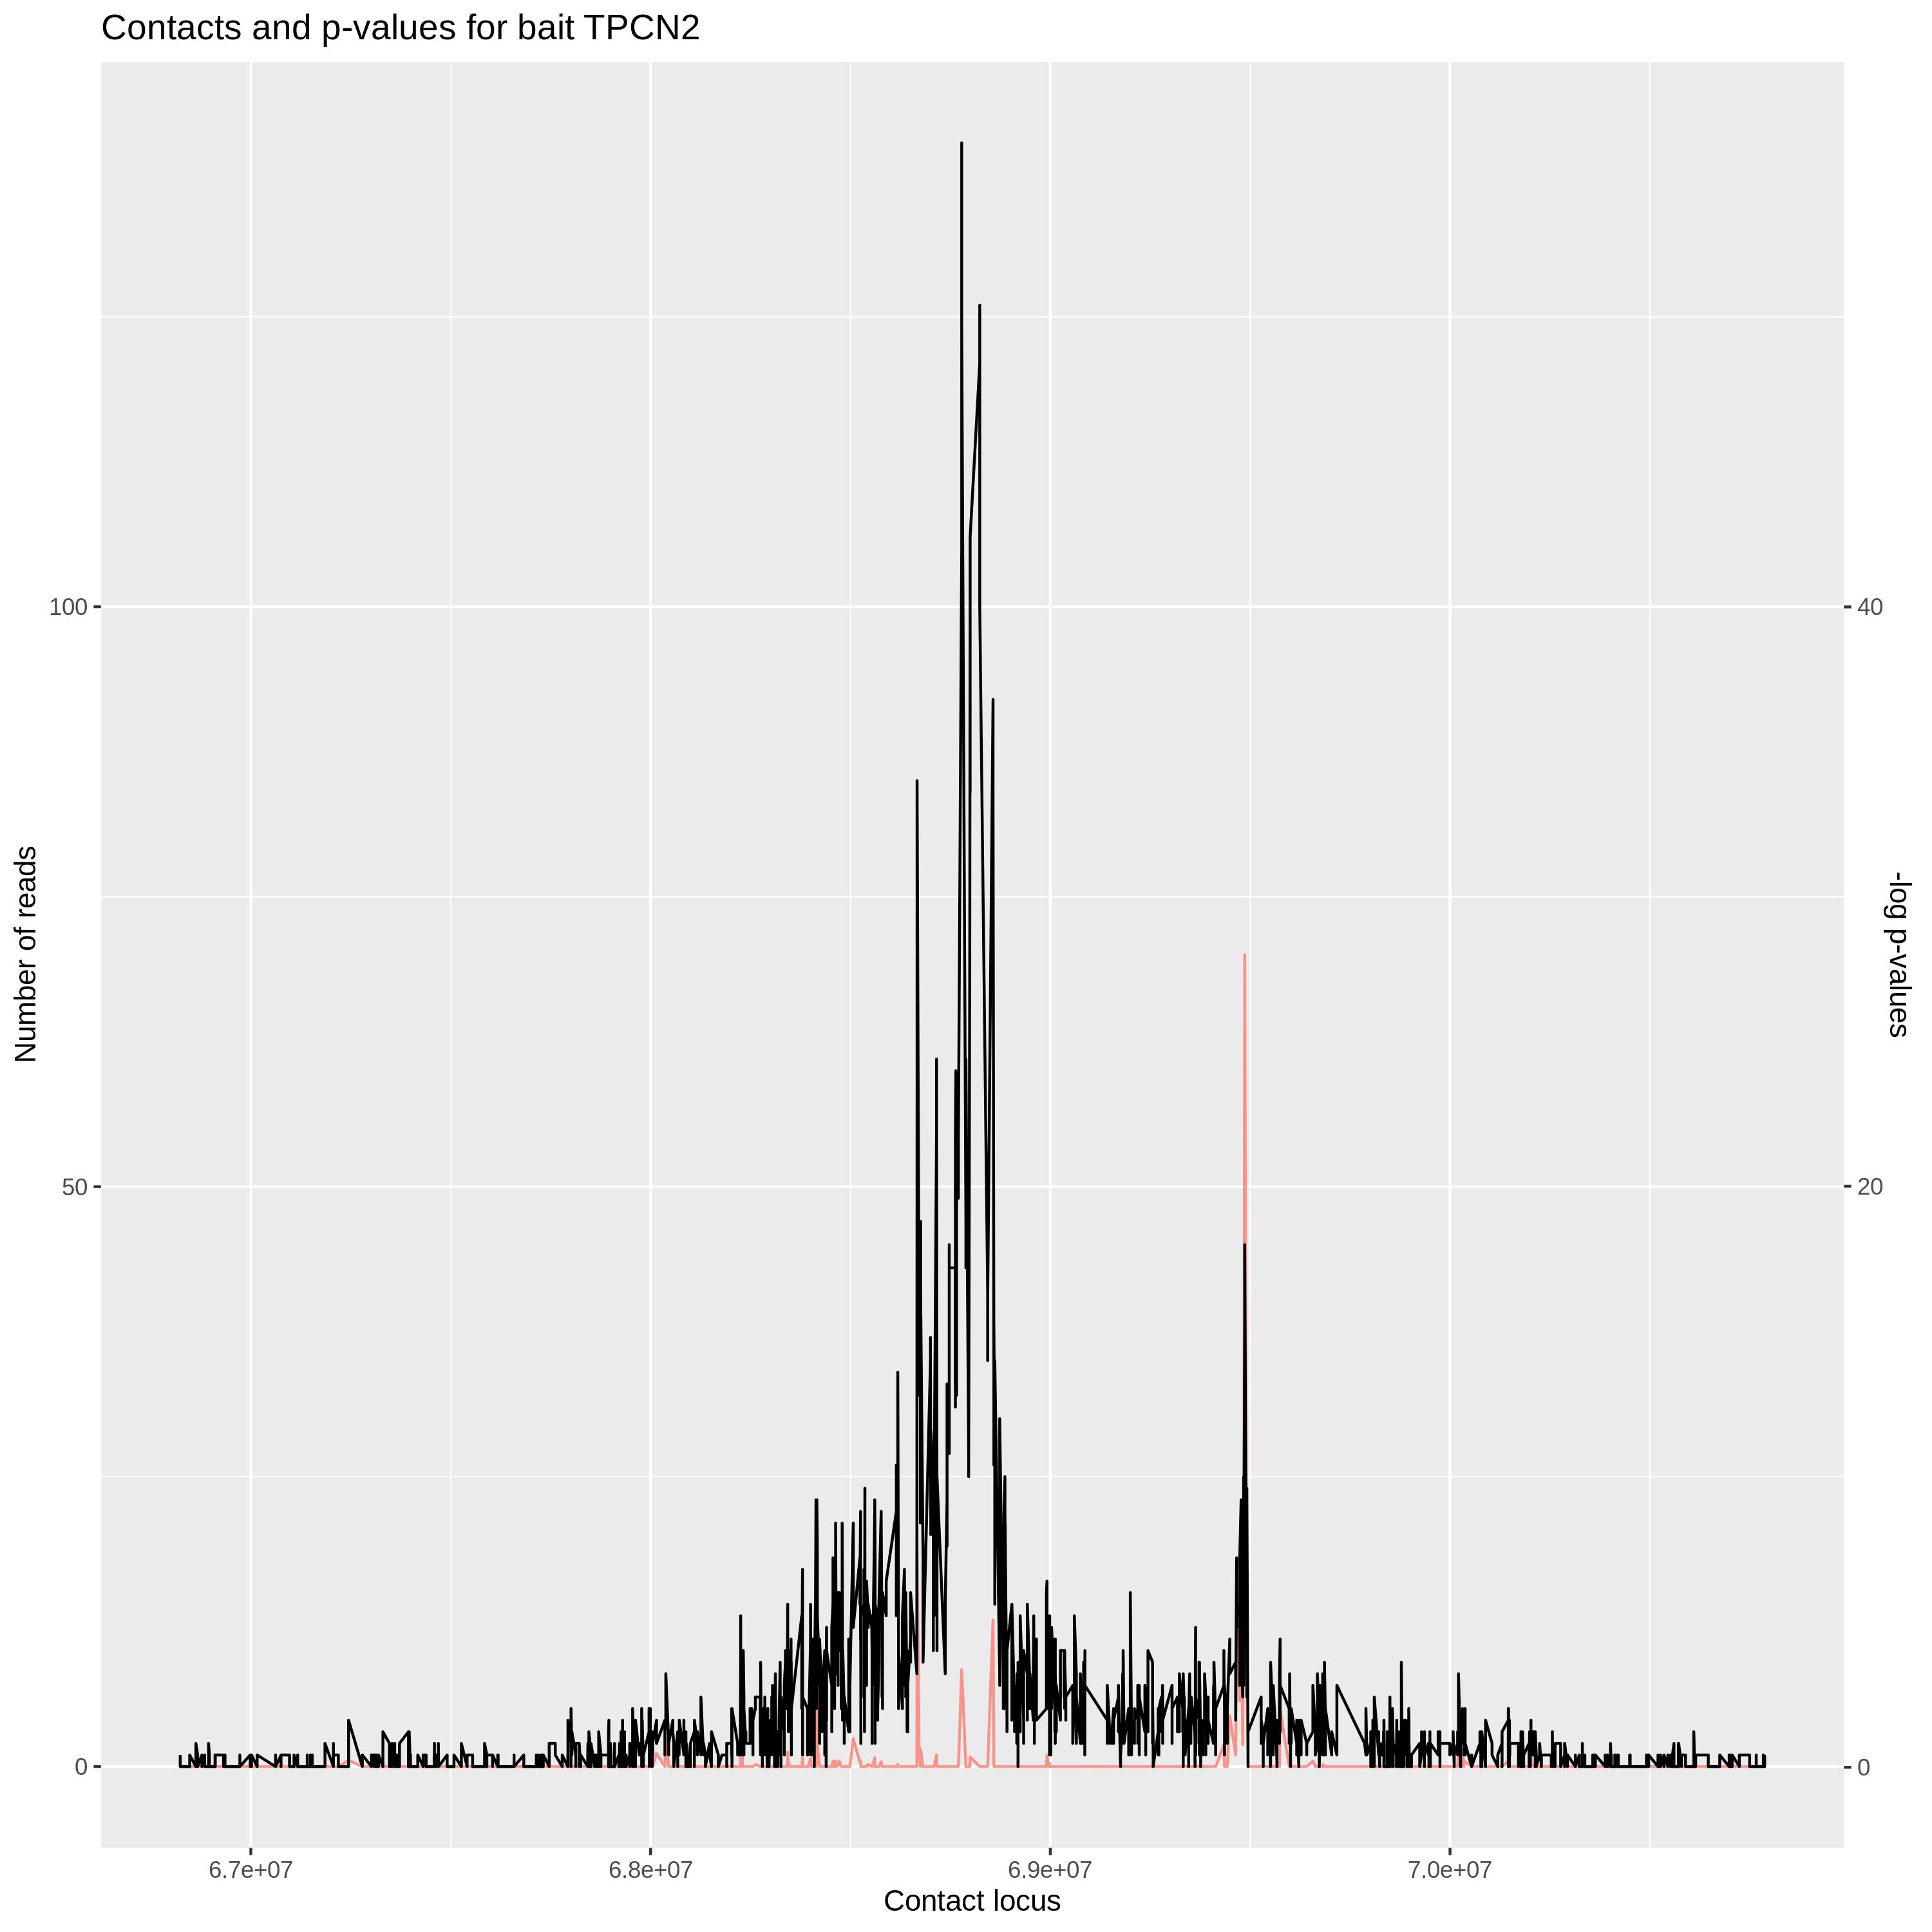 Contacts and p-values for bait TPCN2
100
50
0
Number of reads
40
20
0
-log p-values
6.7e+07
6.8e+07
6.9e+07
7.0e+07
Contact locus